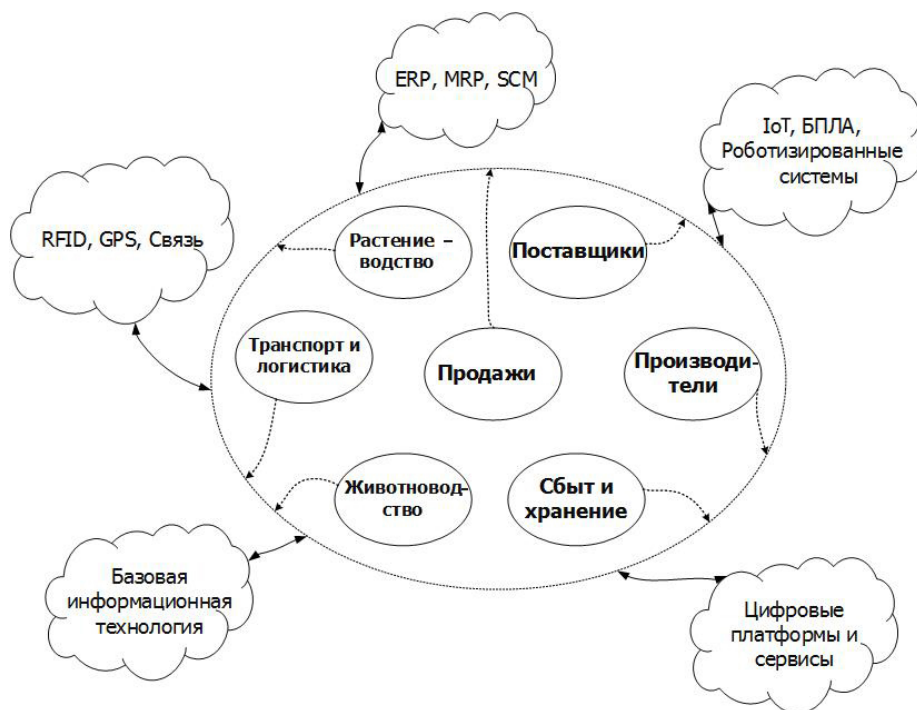 ERP, MRP, SCM
IoT, БПЛА,
Роботизированные
системы
RFID, GPS, Связь
Растение –
водство
Поставщики
Транспорт и
логистика
Продажи
Производи-
тели
Животновод-
ство
Сбыт и
хранение
Базовая
информационная
технология
Цифровые
платформы и
сервисы